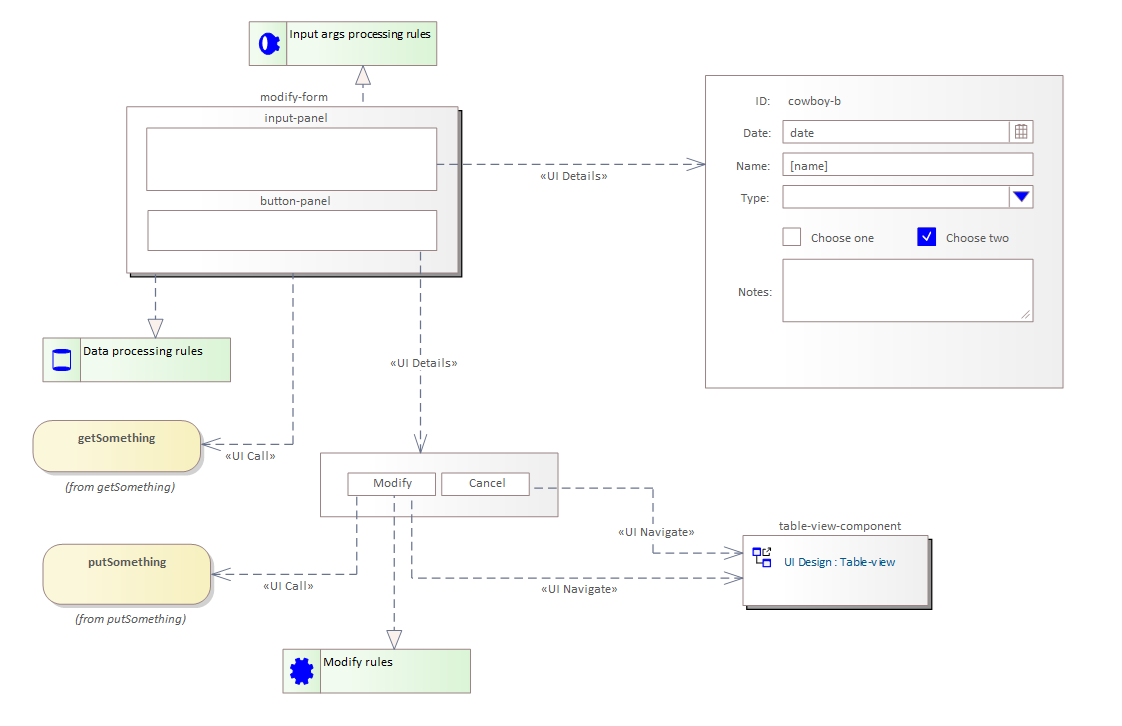 Input args processing rules
modify-form
input-panel
button-panel
«UI Details»
ID: cowboy-b
Date: date
Name: [name]
Type:
Choose one
Choose two
Notes:
Data processing rules
«UI Details»
getSomething
«UI Call»
(from getSomething)
Modify
Cancel
«UI Navigate»
table-view-component
UI Design : Table-view
putSomething
«UI Call»
«UI Navigate»
(from putSomething)
Modify rules